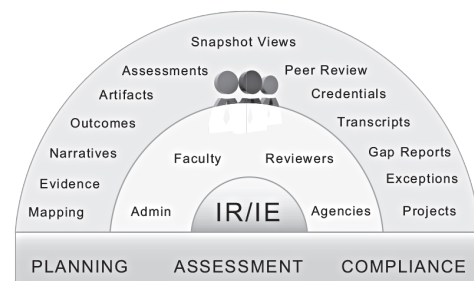 Snapshot Views
Assessments Peer Review
Artifacts Credentials
Outcomes Transcripts
Narratives Faculty Reviewers Gap Reports
Evidence Exceptions
Mapping Admin IR/IE Agencies Projects
PLANNING ASSESSMENT COMPLIANCE